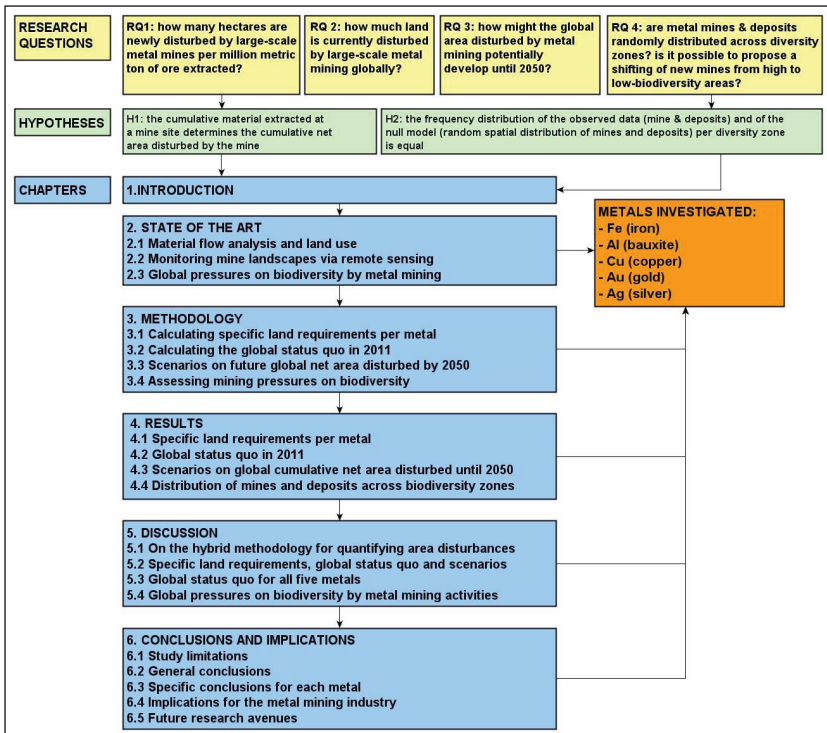 RESEARCH
QUESTIONS
RQ1: how many hectares are
newly disturbed by large-scale
metal mines per million metric
ton of ore extracted?
RQ 2: how much land
is currently disturbed
by large-scale metal
mining globally?
RQ 3: how might the global
area disturbed by metal
mining potentially
develop until 2050?
RQ 4: are metal mines & deposits
randomly distributed across diversity
zones? is it possible to propose a
shifting of new mines from high to
low-biodiversity areas?
HYPOTHESES
H1: the cumulative material extracted at
a mine site determines the cumulative net
area disturbed by the mine
H2: the frequency distribution of the observed data (mine & deposits) and of the
null model (random spatial distribution of mines and deposits) per diversity zone
is equal
CHAPTERS
1.INTRODUCTION
2. STATE OF THE ART
2.1 Material flow analysis and land use
2.2 Monitoring mine landscapes via remote sensing
2.3 Global pressures on biodiversity by metal mining
METALS INVESTIGATED:
- Fe (iron)
- Al (bauxite)
- Cu (copper)
- Au (gold)
- Ag (silver)
3. METHODOLOGY
3.1 Calculating specific land requirements per metal
3.2 Calculating the global status quo in 2011
3.3 Scenarios on future global net area disturbed by 2050
3.4 Assessing mining pressures on biodiversity
4. RESULTS
4.1 Specific land requirements per metal
4.2 Global status quo in 2011
4.3 Scenarios on global cumulative net area disturbed until 2050
4.4 Distribution of mines and deposits across biodiversity zones
5. DISCUSSION
5.1 On the hybrid methodology for quantifying area disturbances
5.2 Specific land requirements, global status quo and scenarios
5.3 Global status quo for all five metals
5.4 Global pressures on biodiversity by metal mining activities
6. CONCLUSIONS AND IMPLICATIONS
6.1 Study limitations
6.2 General conclusions
6.3 Specific conclusions for each metal
6.4 Implications for the metal mining industry
6.5 Future research avenues